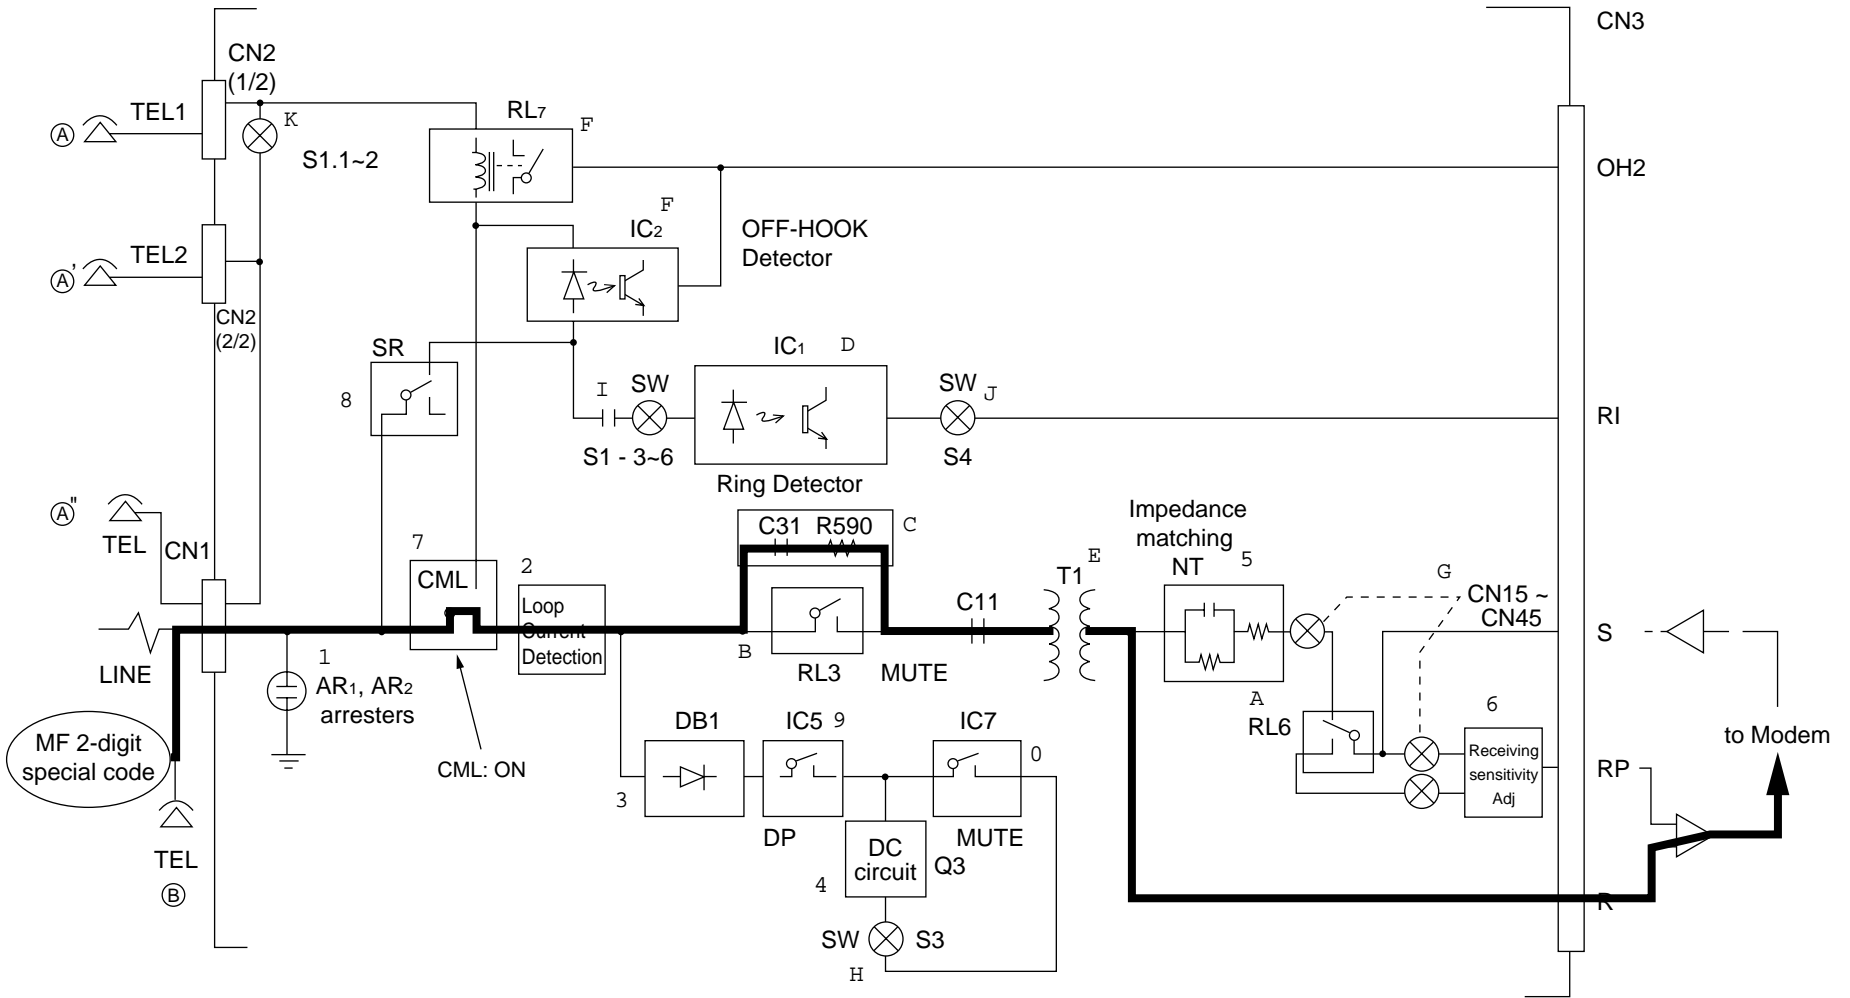 CN3
CN2
(1/2)
TEL1
A
K
S1.1~2
RL7
F
OH2
F
IC2
OFF-HOOK
Detector
TEL2
A'
CN2
(2/2)
SR
8
IC1
D
I
SW
SW
J
RI
S1 - 3~6
S4
Ring Detector
A"
TEL
CN1
7
CML
2
Loop
Current
Detection
C31
R590
C
Impedance
matching
NT
5
E
T1
G
CN15 ~
CN45
C11
S
LINE
1
AR1, AR2
arresters
B
RL3
MUTE
A
RL6
6
Receiving
sensitivity
Adj
to Modem
RP
MF 2-digit
special code
CML: ON
DB1
IC5
9
IC7
0
3
DP
MUTE
DC
circuit
Q3
4
TEL
B
R
SW
S3
H